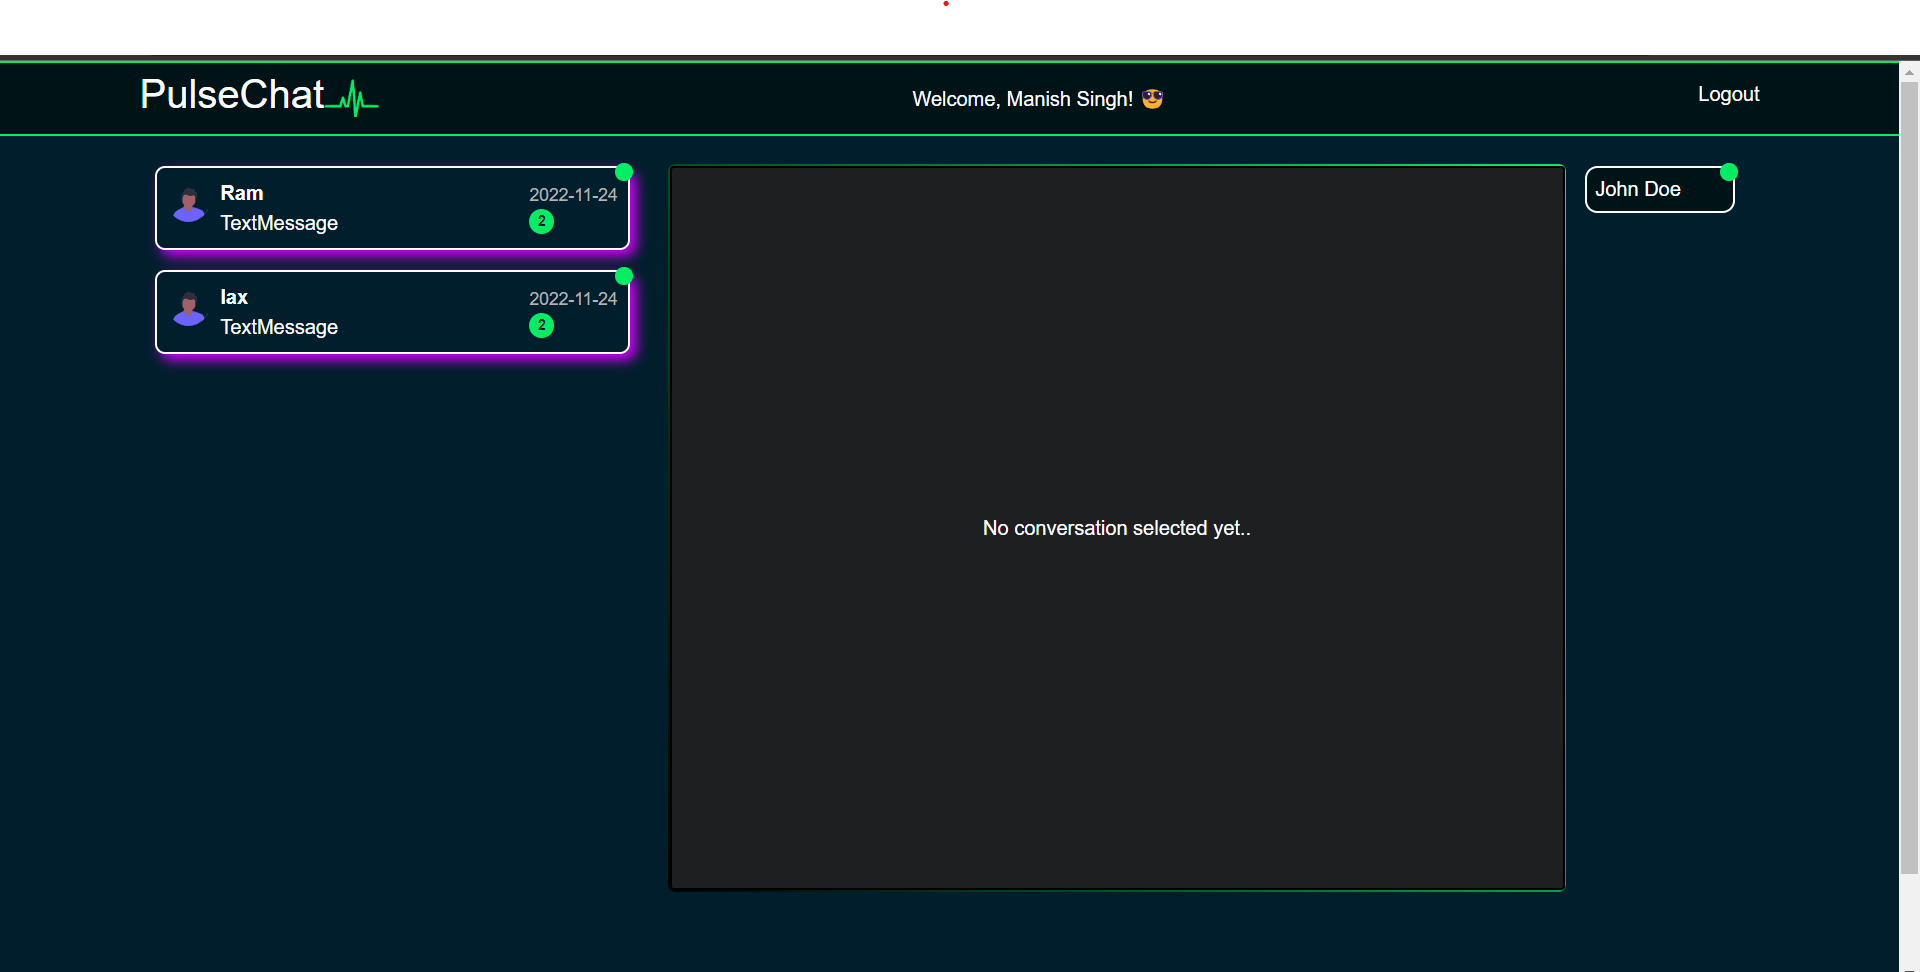 PulseChat
Welcome, Manish Singh! 😎
Logout
Ram
2022-11-24
TextMessage
2
lax
2022-11-24
TextMessage
2
No conversation selected yet..
John Doe